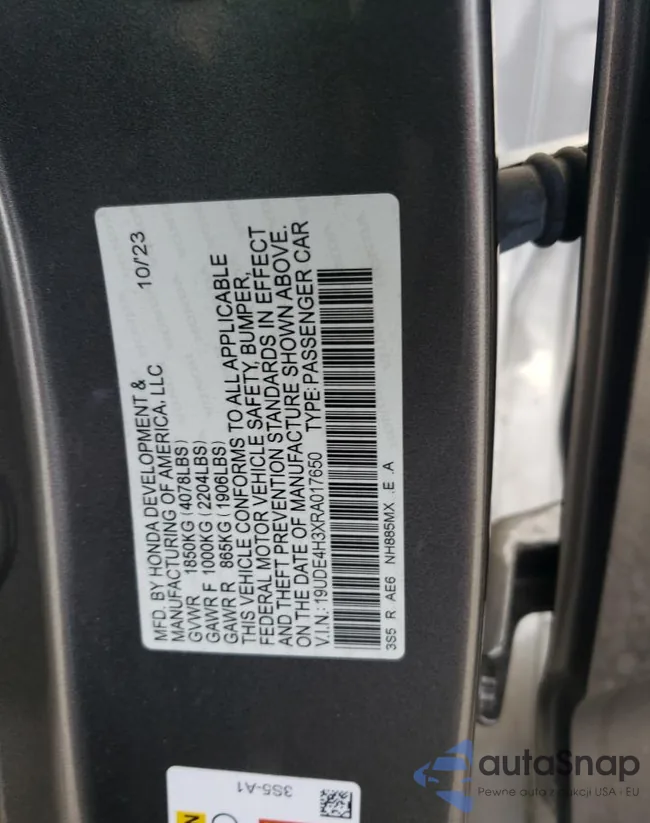 MFD. BY HONDA DEVELOPMENT & 10/'23
MANUFACTURING OF AMERICA, LLC
GVWR 1850KG (4078LBS)
GAWR F 1000KG (2204LBS)
GAWR R 865KG (1906LBS)
THIS VEHICLE CONFORMS TO ALL APPLICABLE
FEDERAL MOTOR VEHICLE SAFETY, BUMPER,
AND THEFT PREVENTION STANDARDS IN EFFECT
ON THE DATE OF MANUFACTURE SHOWN ABOVE.
V.I.N.: 19UDE4H3XRA017650 TYPE: PASSENGER CAR
3S5 R AE6 NH885MX .E .A
3S5-A1
autoSnap
Pewne auta z aukcji USA i EU